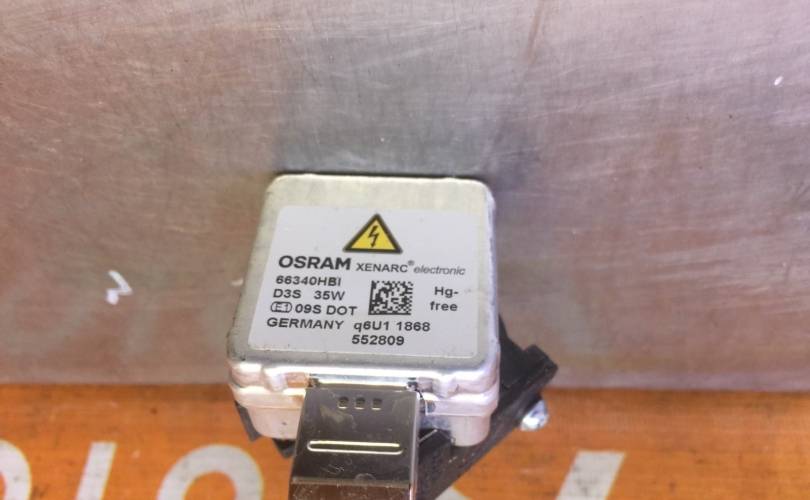 OSRAM XENARC® electronic
66340HBI
D3S 35W
Hg-
free
E1 09S DOT
GERMANY q6U1 1868
552809